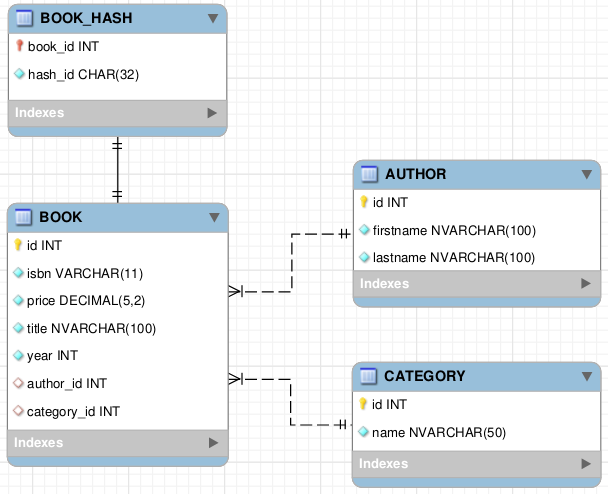 BOOK_HASH
book_id INT
hash_id CHAR(32)
Indexes
BOOK
id INT
isbn VARCHAR(11)
price DECIMAL(5,2)
title NVARCHAR(100)
year INT
author_id INT
category_id INT
Indexes
AUTHOR
id INT
firstname NVARCHAR(100)
lastname NVARCHAR(100)
Indexes
CATEGORY
id INT
name NVARCHAR(50)
Indexes